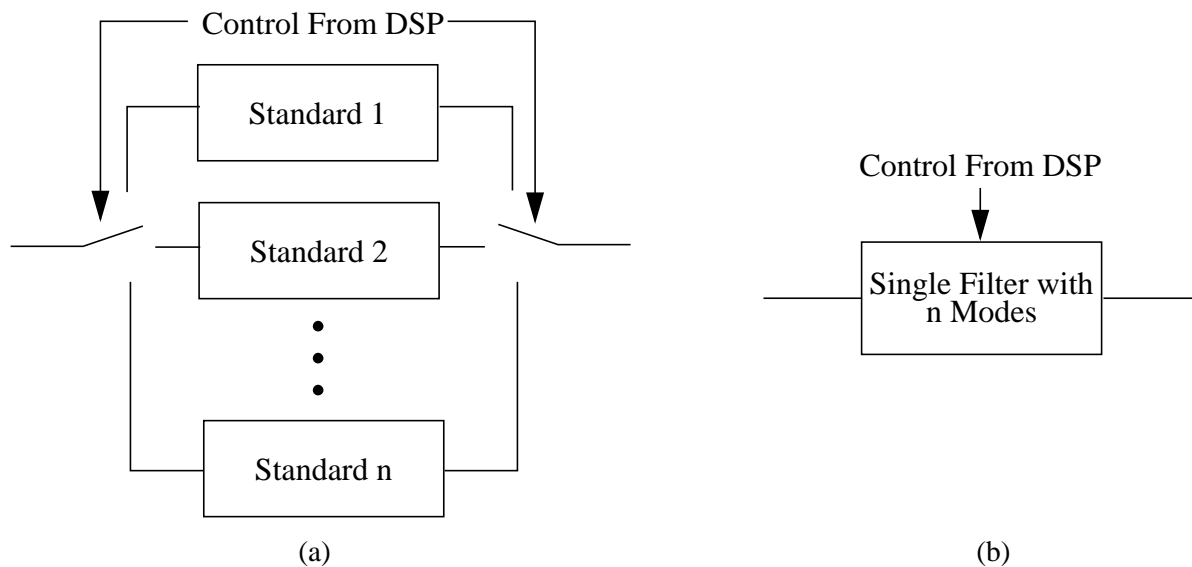 Control From DSP
Standard 1
Standard 2
Standard n
(a)
Control From DSP
Single Filter with
n Modes
(b)